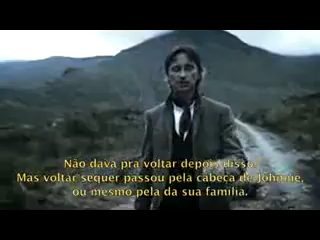 Não dava pra voltar depois disso.
Mas voltar sequer passou pela cabeça de Johnnie,
ou mesmo pela da sua família.